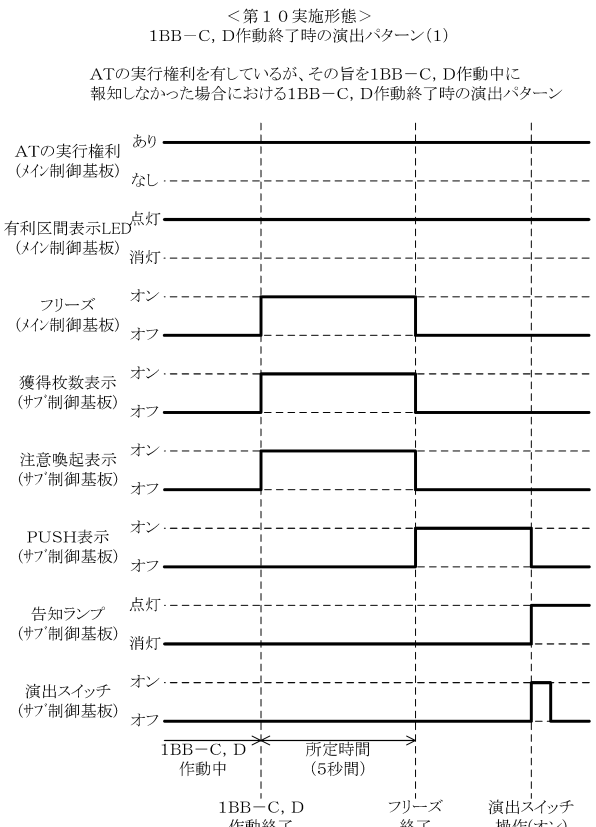 ＜第１０実施形態＞
１ＢＢ－Ｃ，Ｄ作動終了時の演出パターン（１）
ＡＴの実行権利を有しているが、その旨を１ＢＢ－Ｃ，Ｄ作動中に
報知しなかった場合における１ＢＢ－Ｃ，Ｄ作動終了時の演出パターン
ＡＴの実行権利
（メイン制御基板）
あり
なし
有利区間表示LED
（メイン制御基板）
点灯
消灯
フリーズ
（メイン制御基板）
オン
オフ
獲得枚数表示
（サブ制御基板）
オン
オフ
注意喚起表示
（サブ制御基板）
オン
オフ
ＰＵＳＨ表示
（サブ制御基板）
オン
オフ
告知ランプ
（サブ制御基板）
点灯
消灯
演出スイッチ
（サブ制御基板）
オン
オフ
１ＢＢ－Ｃ，Ｄ
作動中
所定時間
（５秒間）
１ＢＢ－Ｃ，Ｄ
作動終了
フリーズ
終了
演出スイッチ
操作（オン）